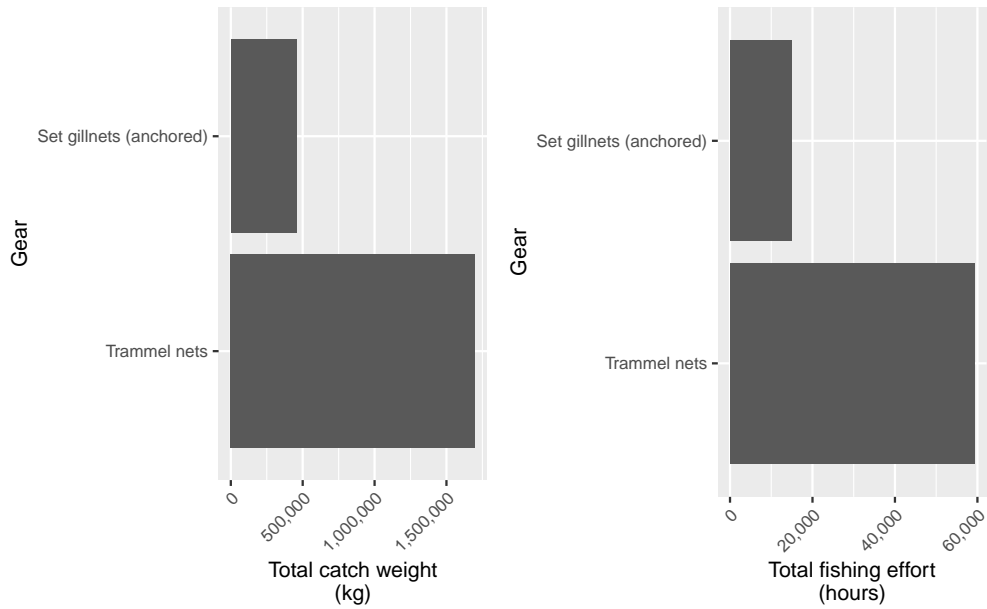 Gear
Set gillnets (anchored)
Trammel nets
0
500,000
1,000,000
1,500,000
Total catch weight
(kg)
Gear
Set gillnets (anchored)
Trammel nets
0
20,000
40,000
60,000
Total fishing effort
(hours)